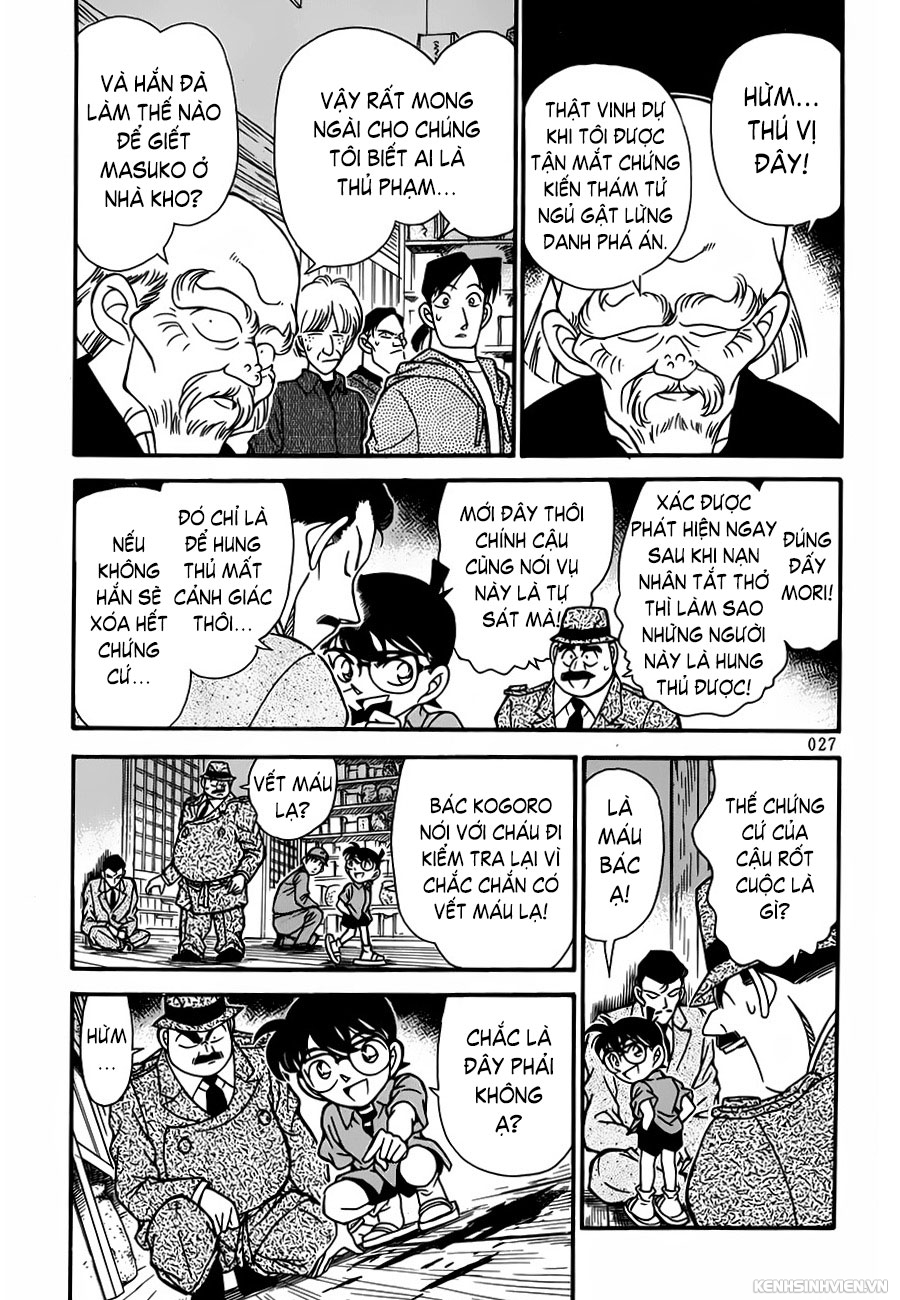 HỪM...
THÚ VỊ
ĐÂY!
THẬT VINH DỰ
KHI TÔI ĐƯỢC
TẬN MẮT CHỨNG
KIẾN THÁM TỬ
NGỦ GẬT LỪNG
DANH PHÁ ÁN.
VẬY RẤT MONG
NGÀI CHO CHÚNG
TÔI BIẾT AI LÀ
THỦ PHẠM...
VÀ HẮN ĐÃ
LÀM THẾ NÀO
ĐỂ GIẾT
MASUKO Ở
NHÀ KHO?
ĐÚNG
ĐẤY
MORI!
XÁC ĐƯỢC
PHÁT HIỆN NGAY
SAU KHI NẠN
NHÂN TẮT THỞ
THÌ LÀM SAO
NHỮNG NGƯỜI
NÀY LÀ HUNG
THỦ ĐƯỢC!
MỚI ĐÂY THÔI
CHÍNH CẬU
CŨNG NÓI VỤ
NÀY LÀ TỰ
SÁT MÀ!
ĐÓ CHỈ LÀ
ĐỂ HUNG
THỦ MẤT
CẢNH GIÁC
THÔI...
NẾU
KHÔNG
HẮN SẼ
XÓA HẾT
CHỨNG
CỨ...
027
THẾ CHỨNG
CỨ CỦA
CẬU RỐT
CUỘC LÀ
GÌ?
LÀ
MÁU
BÁC
Ạ!
BÁC KOGORO
NÓI VỚI CHÁU ĐI
KIỂM TRA LẠI VÌ
CHẮC CHẮN CÓ
VẾT MÁU LẠ!
VẾT MÁU
LẠ?
CHẮC LÀ
ĐÂY PHẢI
KHÔNG
Ạ?
HỪM
...
KENHSINHVIEN.VN